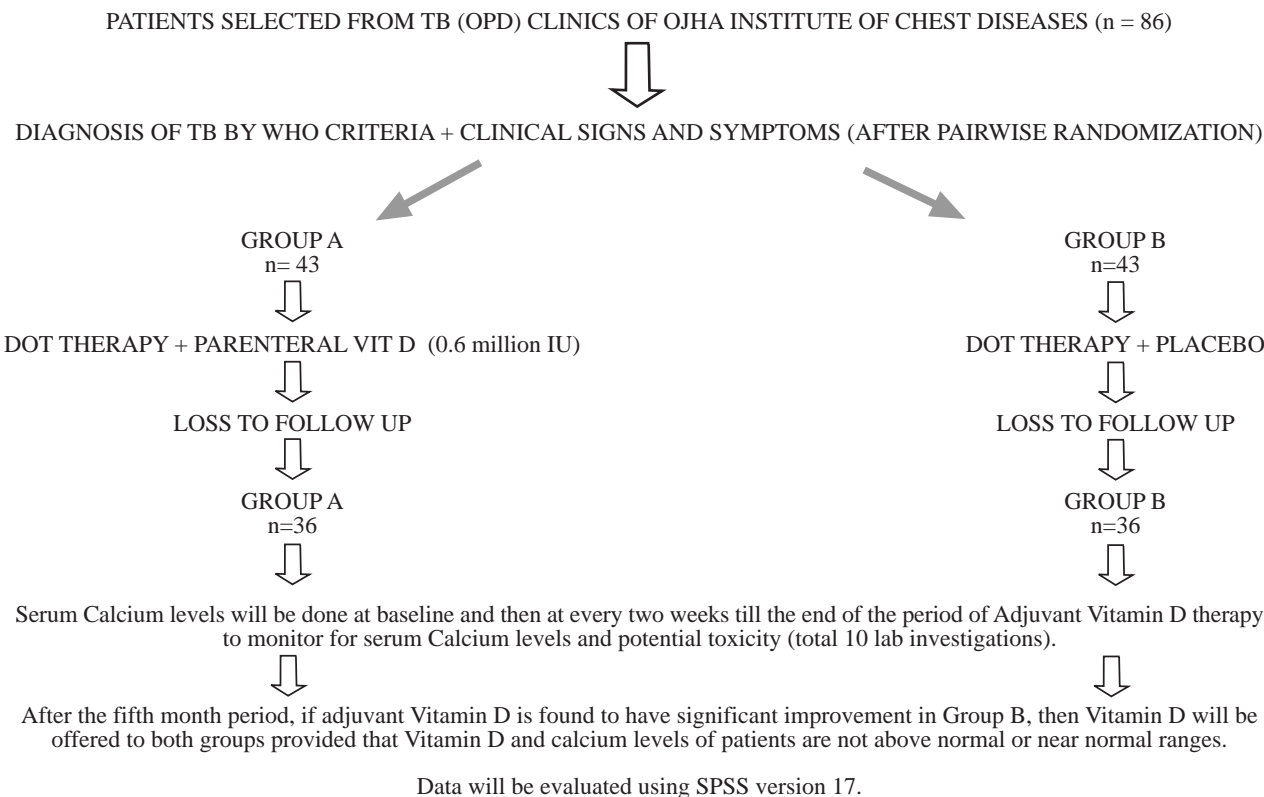 PATIENTS SELECTED FROM TB (OPD) CLINICS OF OJHA INSTITUTE OF CHEST DISEASES (n = 86)
DIAGNOSIS OF TB BY WHO CRITERIA + CLINICAL SIGNS AND SYMPTOMS (AFTER PAIRWISE RANDOMIZATION)
GROUP A
n= 43
DOT THERAPY + PARENTERAL VIT D (0.6 million IU)
LOSS TO FOLLOW UP
GROUP A
n=36
GROUP B
n=43
DOT THERAPY + PLACEBO
LOSS TO FOLLOW UP
GROUP B
n=36
Serum Calcium levels will be done at baseline and then at every two weeks till the end of the period of Adjuvant Vitamin D therapy
to monitor for serum Calcium levels and potential toxicity (total 10 lab investigations).
After the fifth month period, if adjuvant Vitamin D is found to have significant improvement in Group B, then Vitamin D will be
offered to both groups provided that Vitamin D and calcium levels of patients are not above normal or near normal ranges.
Data will be evaluated using SPSS version 17.